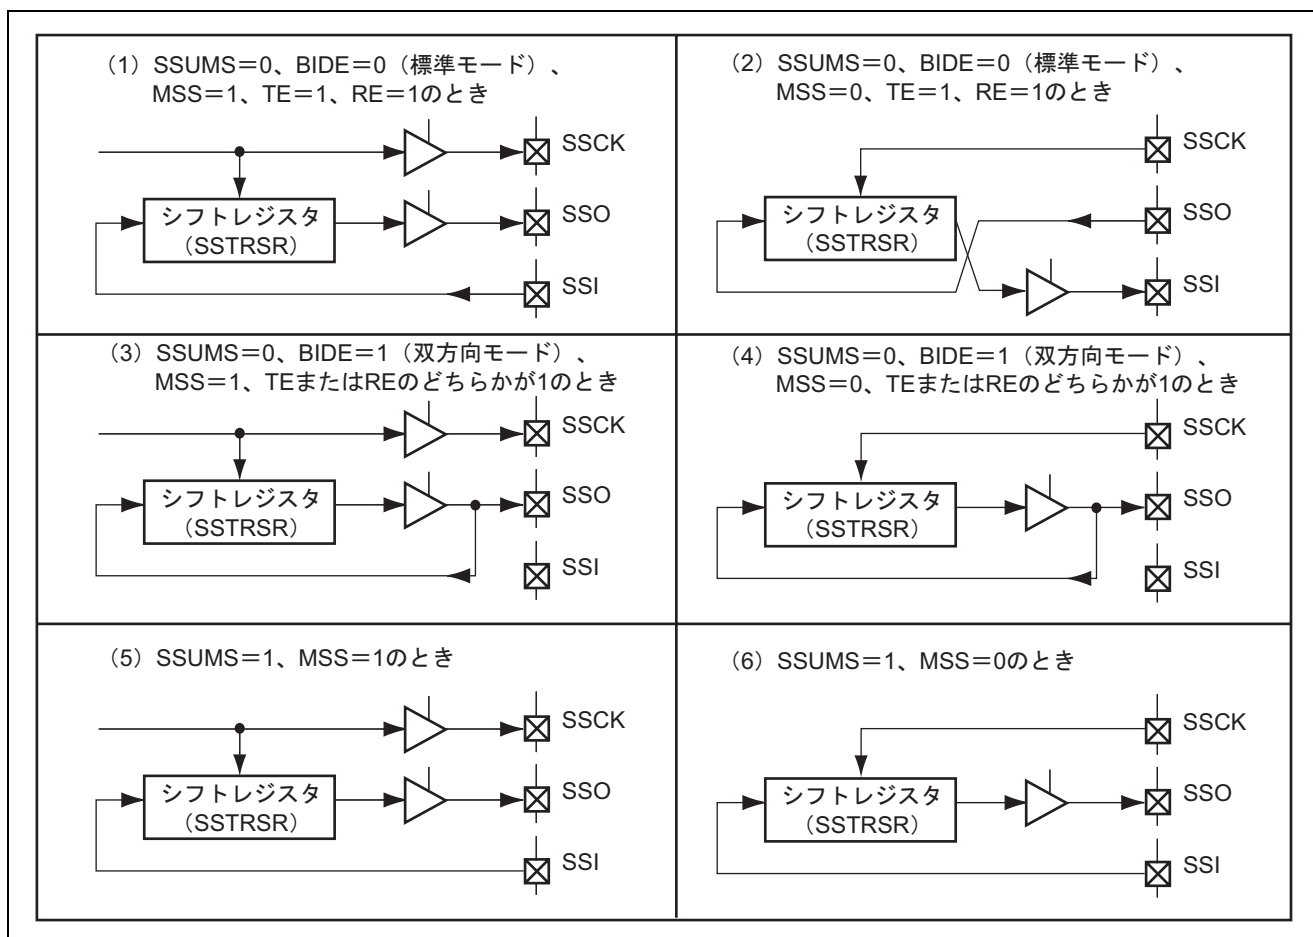 （1）SSUMS＝0、BIDE＝0（標準モード）、
MSS＝1、TE＝1、RE＝1のとき
SSCK
シフトレジスタ
（SSTRSR）
SSO
SSI
（2）SSUMS＝0、BIDE＝0（標準モード）、
MSS＝0、TE＝1、RE＝1のとき
SSCK
シフトレジスタ
（SSTRSR）
SSO
SSI
（3）SSUMS＝0、BIDE＝1（双方向モード）、
MSS＝1、TEまたはREのどちらかが1のとき
SSCK
シフトレジスタ
（SSTRSR）
SSO
SSI
（4）SSUMS＝0、BIDE＝1（双方向モード）、
MSS＝0、TEまたはREのどちらかが1のとき
SSCK
シフトレジスタ
（SSTRSR）
SSO
SSI
（5）SSUMS＝1、MSS＝1のとき
SSCK
シフトレジスタ
（SSTRSR）
SSO
SSI
（6）SSUMS＝1、MSS＝0のとき
SSCK
シフトレジスタ
（SSTRSR）
SSO
SSI